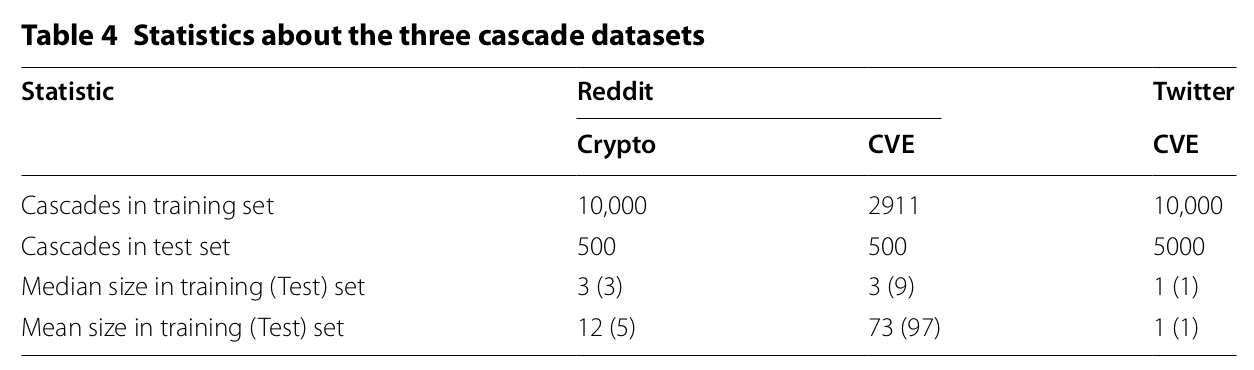 Table 4 Statistics about the three cascade datasets
Statistic Reddit Twitter
Crypto CVE CVE
Cascades in training set 10,000 2911 10,000
Cascades in test set 500 500 5000
Median size in training (Test) set 3 (3) 3 (9) 1 (1)
Mean size in training (Test) set 12 (5) 73 (97) 1 (1)